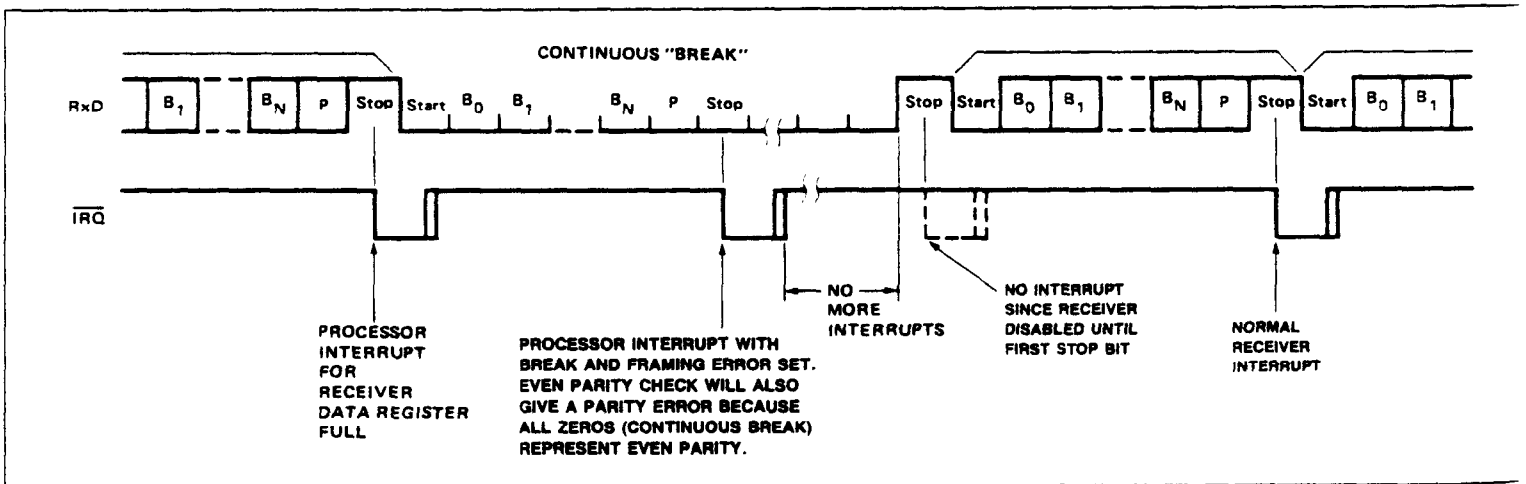 CONTINUOUS "BREAK"
RxD B1 BN P Stop Start B0 B1 BN P Stop Stop Start B0 B1 BN P Stop Start B0 B1
IRQ
NO
MORE
INTERRUPTS
NO INTERRUPT
SINCE RECEIVER
DISABLED UNTIL
FIRST STOP BIT
PROCESSOR
INTERRUPT
FOR
RECEIVER
DATA REGISTER
FULL
PROCESSOR INTERRUPT WITH
BREAK AND FRAMING ERROR SET.
EVEN PARITY CHECK WILL ALSO
GIVE A PARITY ERROR BECAUSE
ALL ZEROS (CONTINUOUS BREAK)
REPRESENT EVEN PARITY.
NORMAL
RECEIVER
INTERRUPT